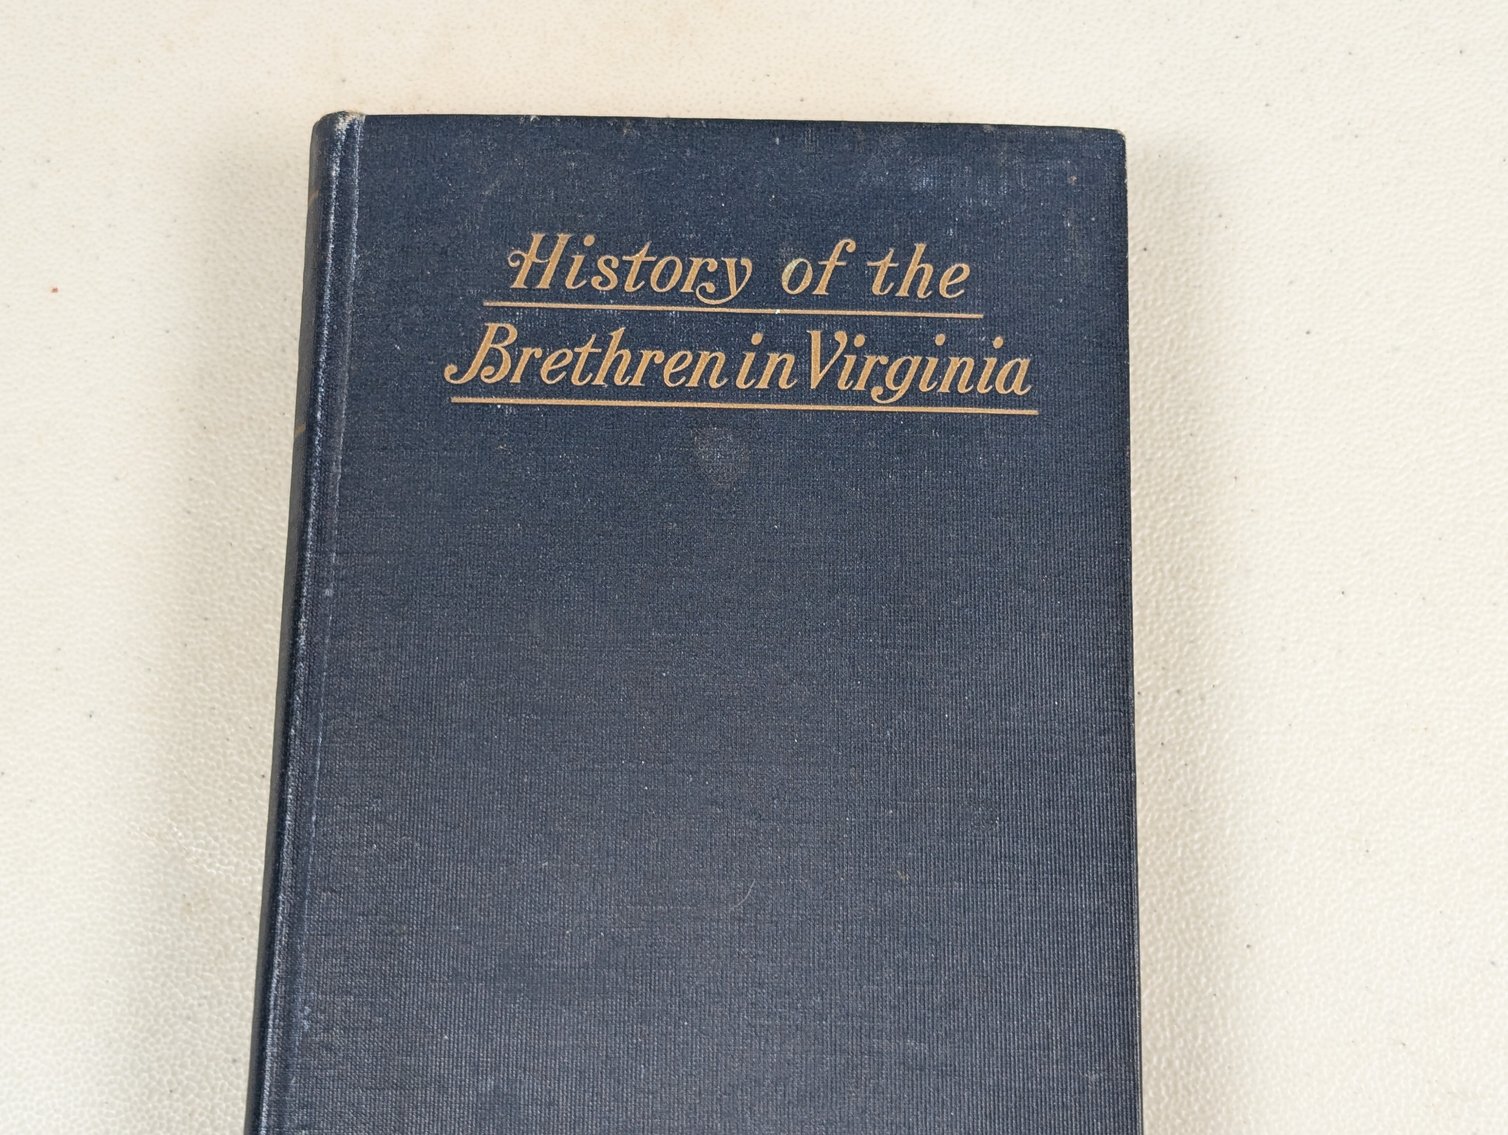 History of the
Brethren in Virginia